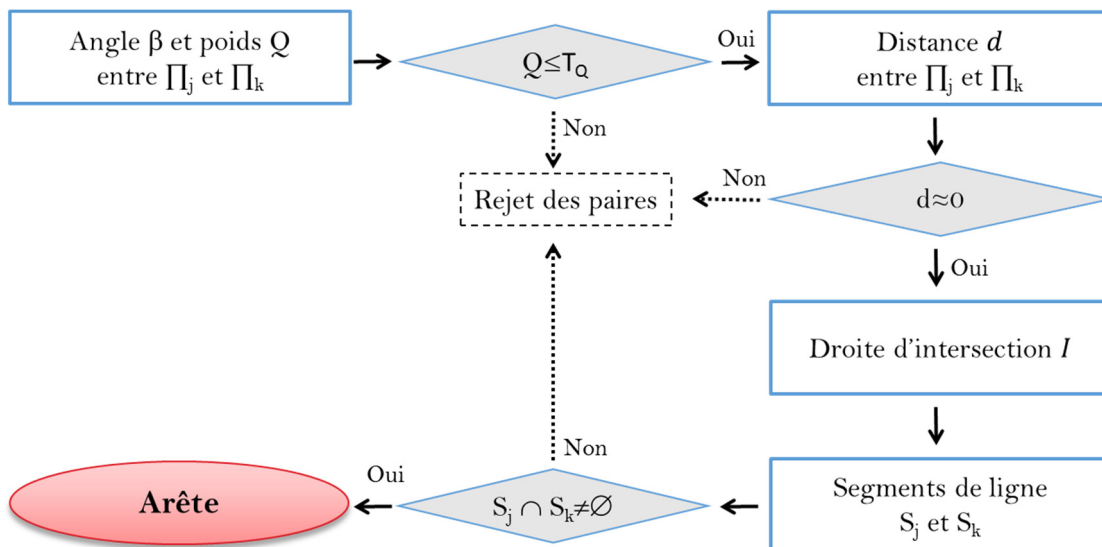 Angle β et poids Q
entre ∏j et ∏k
Q≤TQ
Oui
Distance d
entre ∏j et ∏k
Non
Rejet des paires
Non
d≈0
Oui
Droite d'intersection I
Segments de ligne
Sj et Sk
Non
Sj ∩ Sk≠∅
Oui
Arête